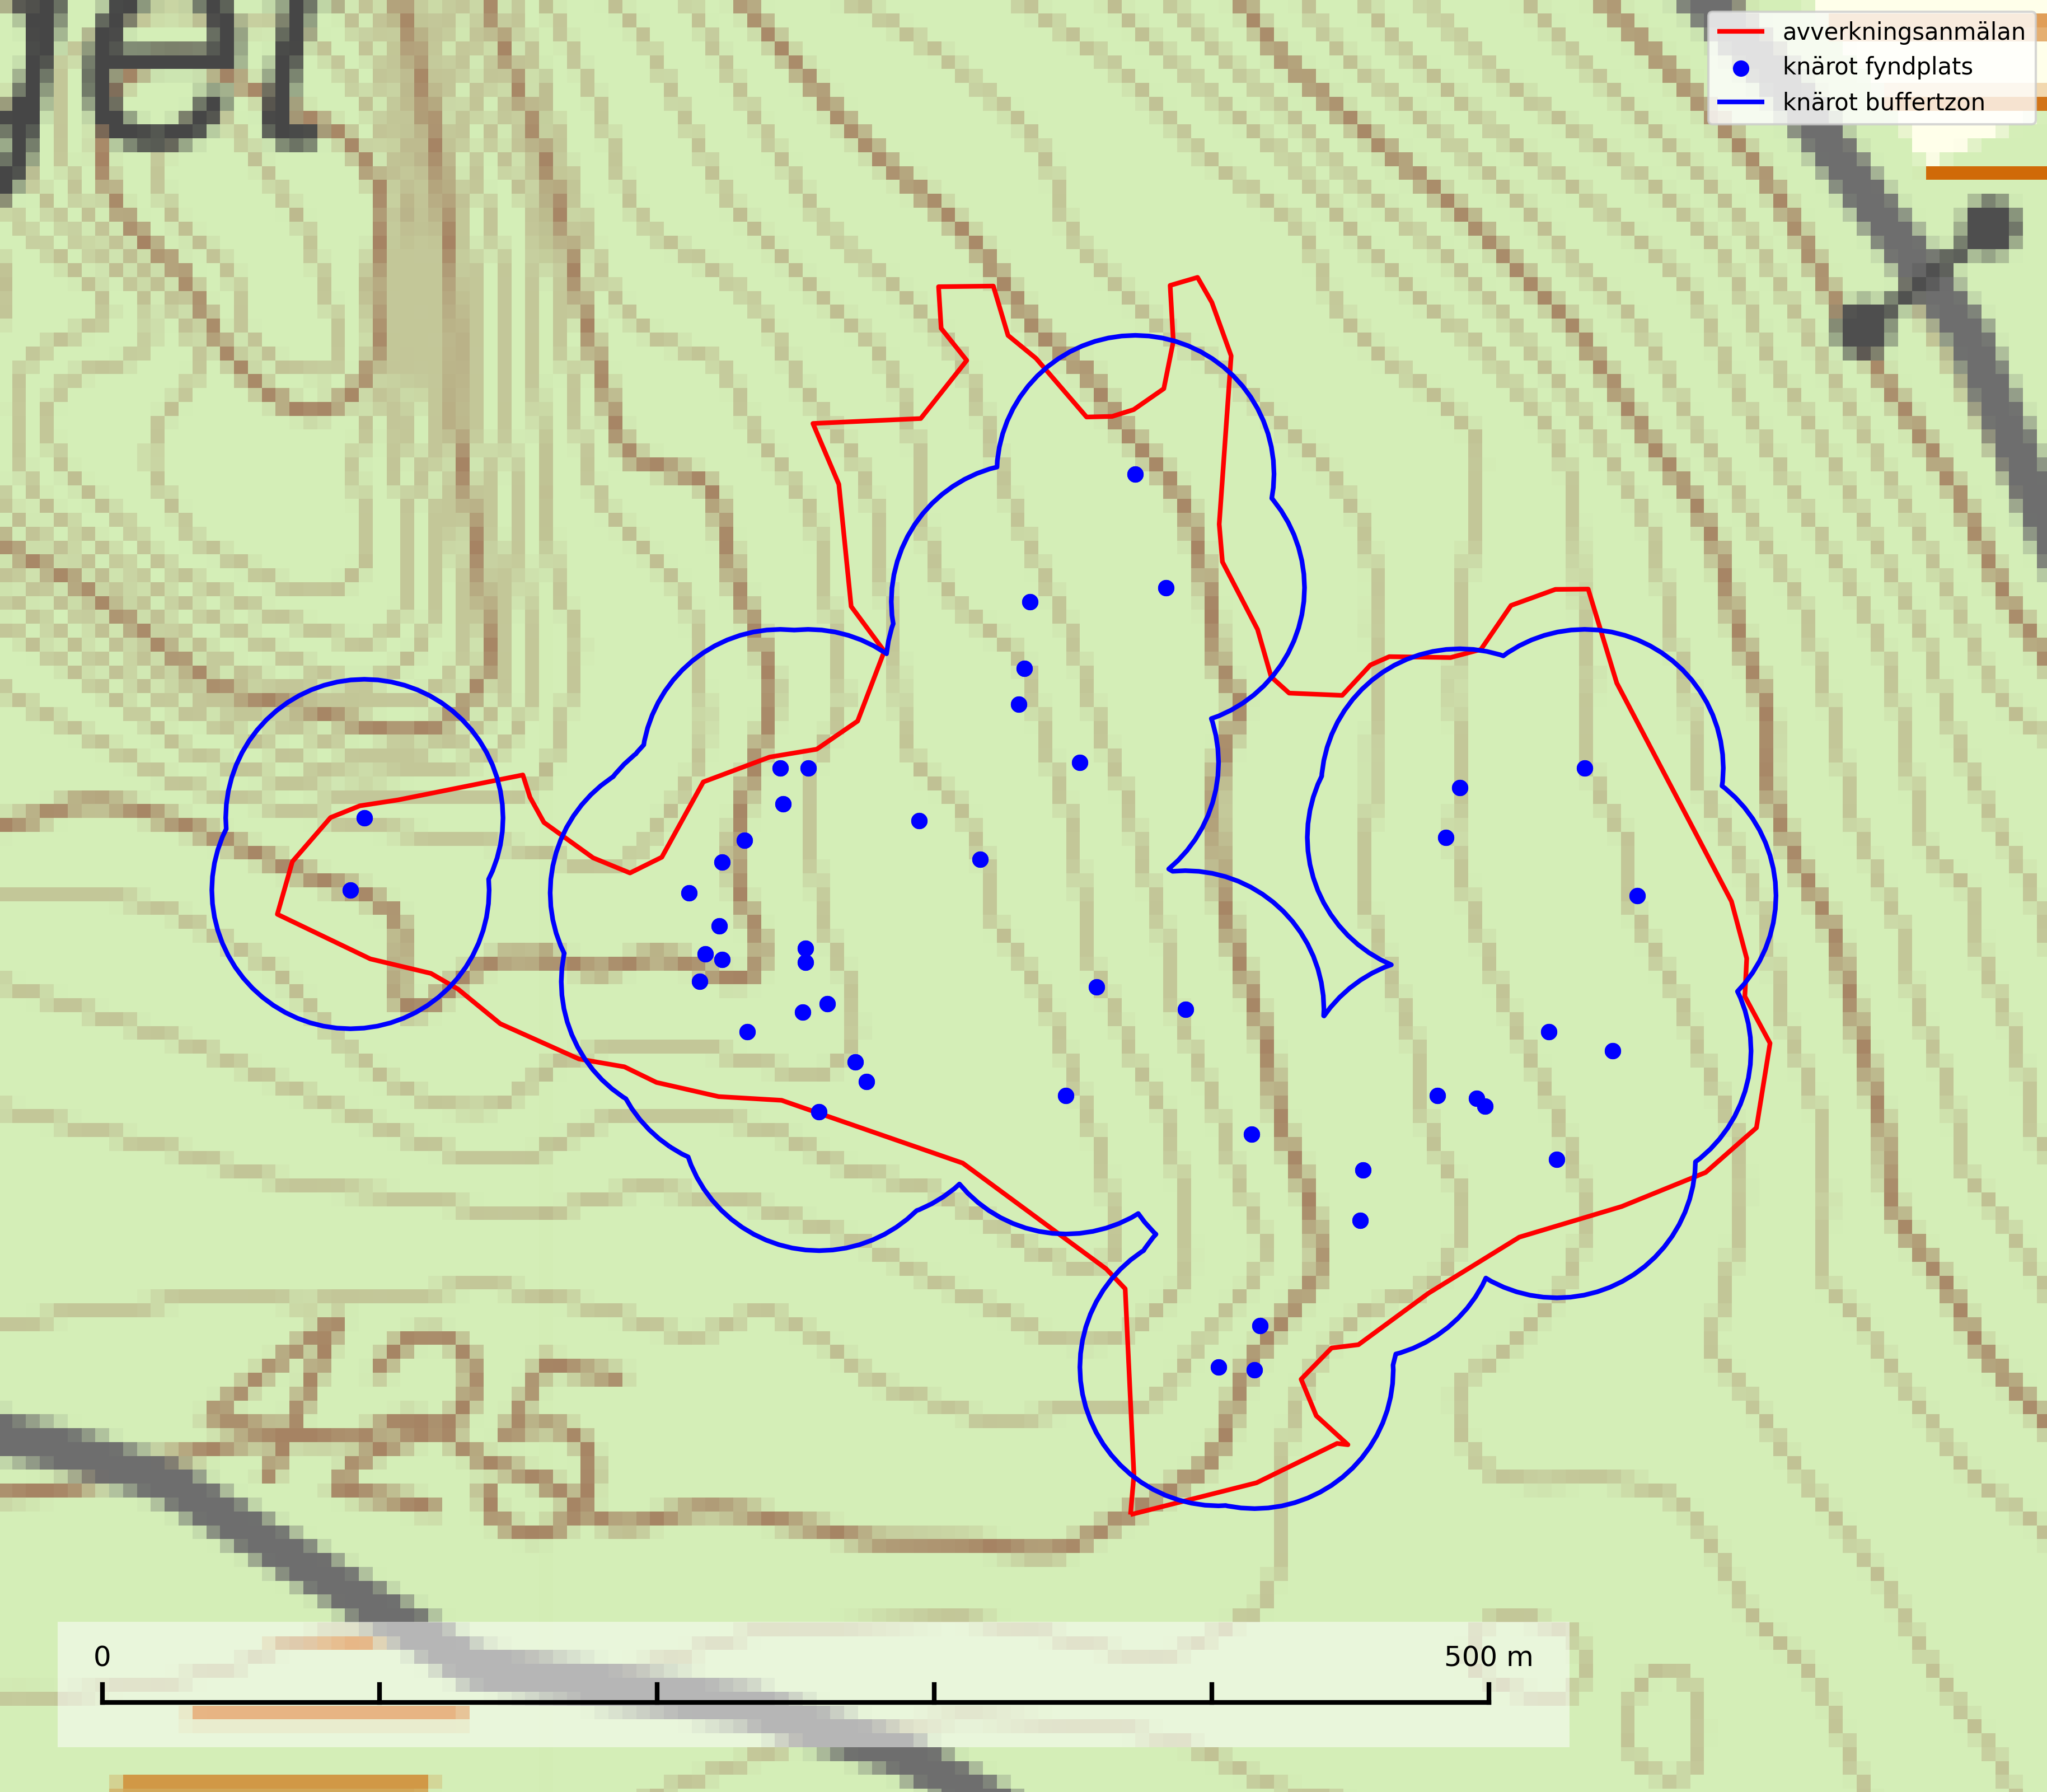 avverkningsanmälan
knärot fyndplats
knärot buffertzon
425
0 500 m